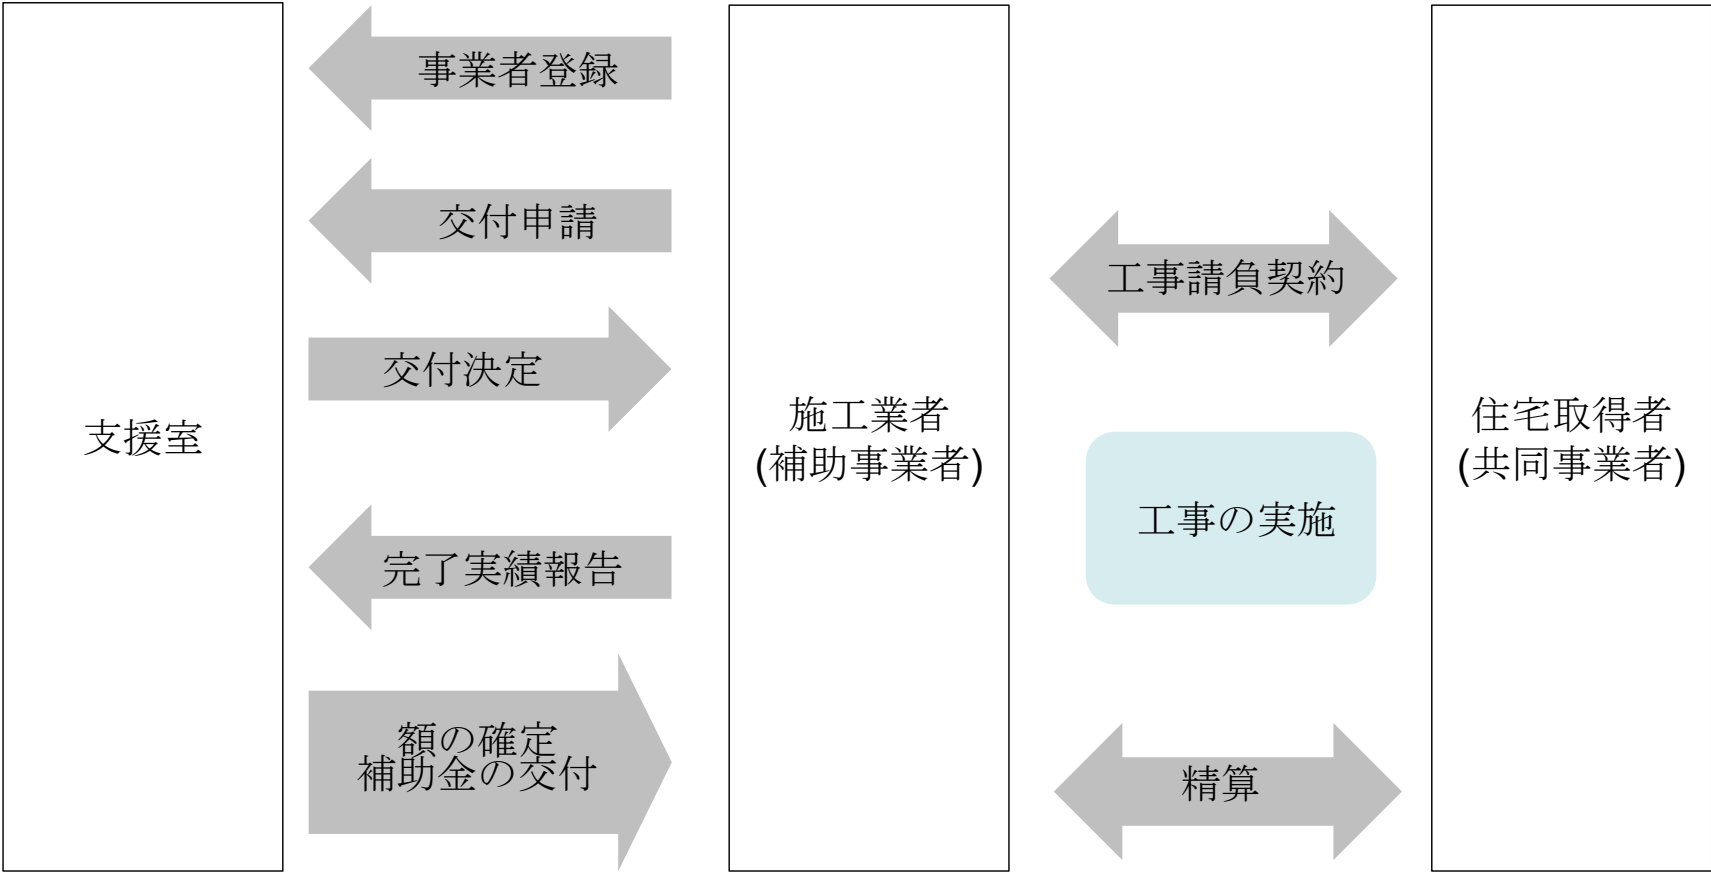 支援室
事業者登録
交付申請
交付決定
完了実績報告
額の確定
補助金の交付
施工業者
(補助事業者)
工事請負契約
工事の実施
精算
住宅取得者
(共同事業者)